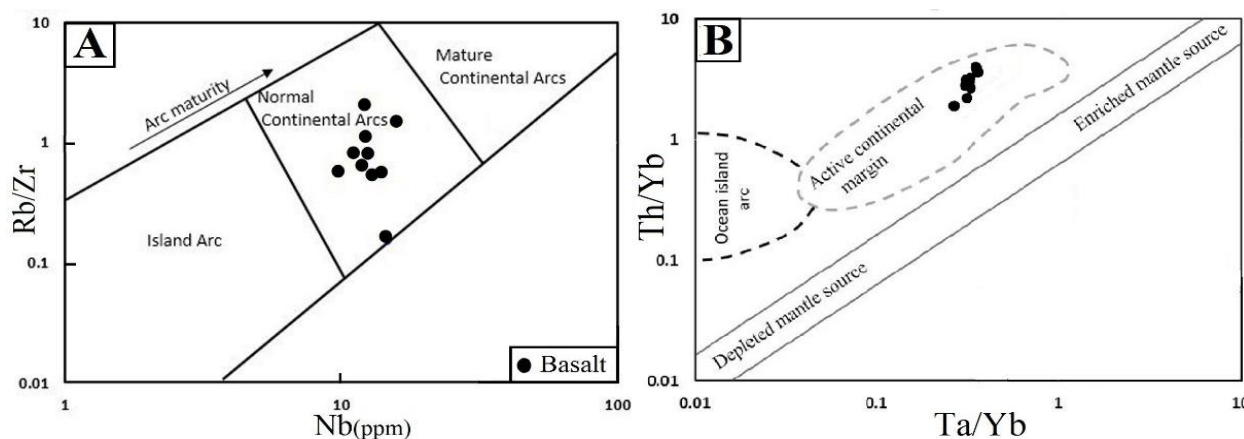 A
10
1
0.1
0.01
Rb/Zr
Arc maturity
Normal
Continental Arcs
Mature
Continental Arcs
Island Arc
Basalt
1
10
100
Nb(ppm)
B
10
1
0.1
0.01
Th/Yb
Ocean island
arc
Active continental
margin
Enriched mantle source
Depleted mantle source
0.01
0.1
1
10
Ta/Yb